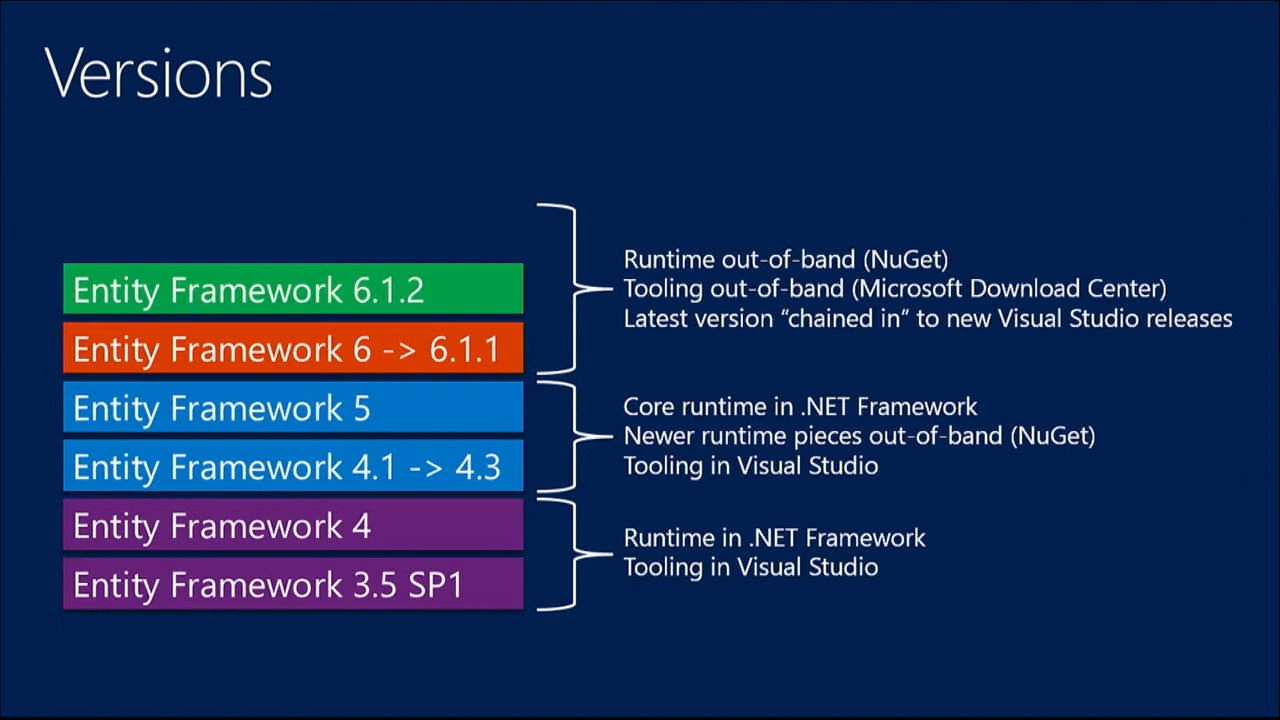 Versions
Entity Framework 6.1.2
Entity Framework 6 -> 6.1.1
Entity Framework 5
Entity Framework 4.1 -> 4.3
Entity Framework 4
Entity Framework 3.5 SP1
Runtime out-of-band (NuGet)
Tooling out-of-band (Microsoft Download Center)
Latest version “chained in” to new Visual Studio releases
Core runtime in .NET Framework
Newer runtime pieces out-of-band (NuGet)
Tooling in Visual Studio
Runtime in .NET Framework
Tooling in Visual Studio